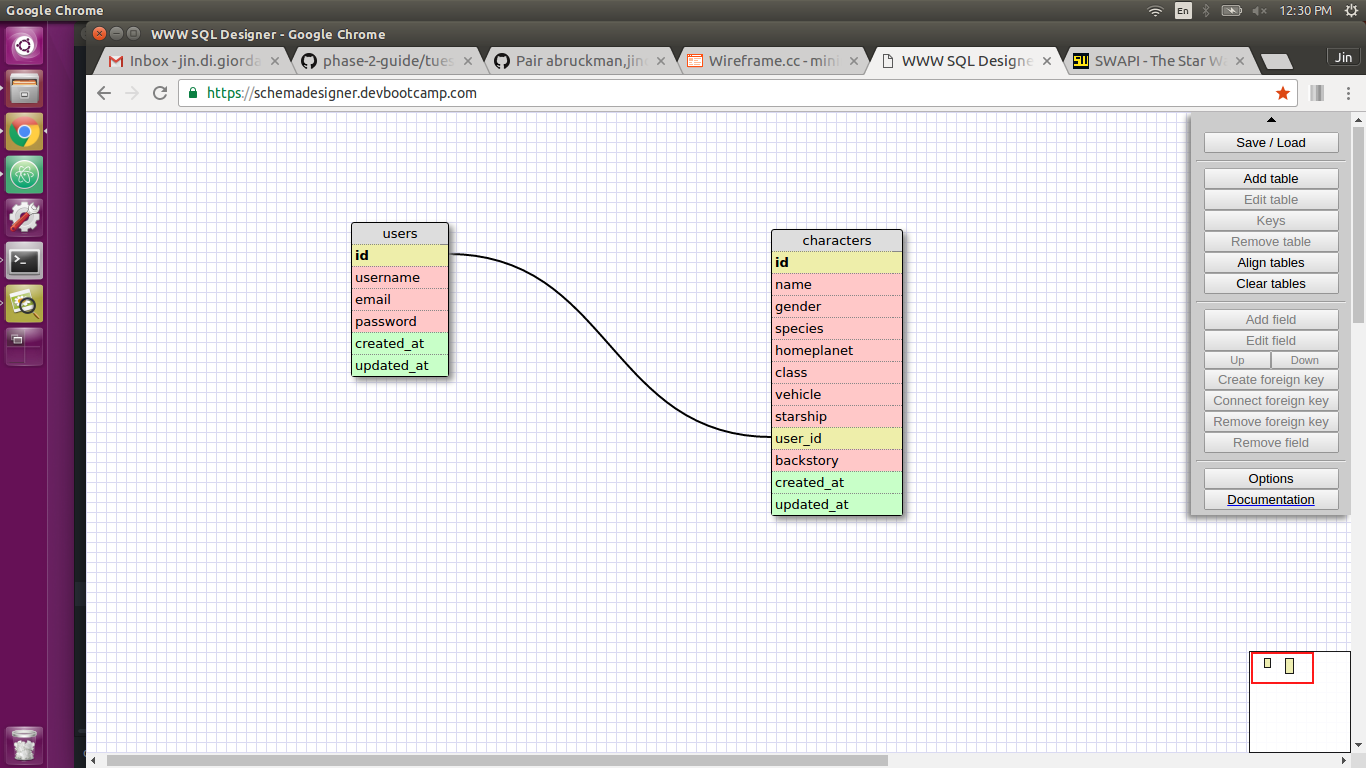 Google Chrome
En
12:30 PM
WWW SQL Designer - Google Chrome
Inbox - jin.di.giorda
phase-2-guide/tues
Pair abruckman,jin
Wireframe.cc - mini
WWW SQL Designe
SWAPI - The Star Wa
Jin
https://schemadesigner.devbootcamp.com
users
id
username
email
password
created_at
updated_at
characters
id
name
gender
species
homeplanet
class
vehicle
starship
user_id
backstory
created_at
updated_at
Save / Load
Add table
Edit table
Keys
Remove table
Align tables
Clear tables
Add field
Edit field
Up
Down
Create foreign key
Connect foreign key
Remove foreign key
Remove field
Options
Documentation